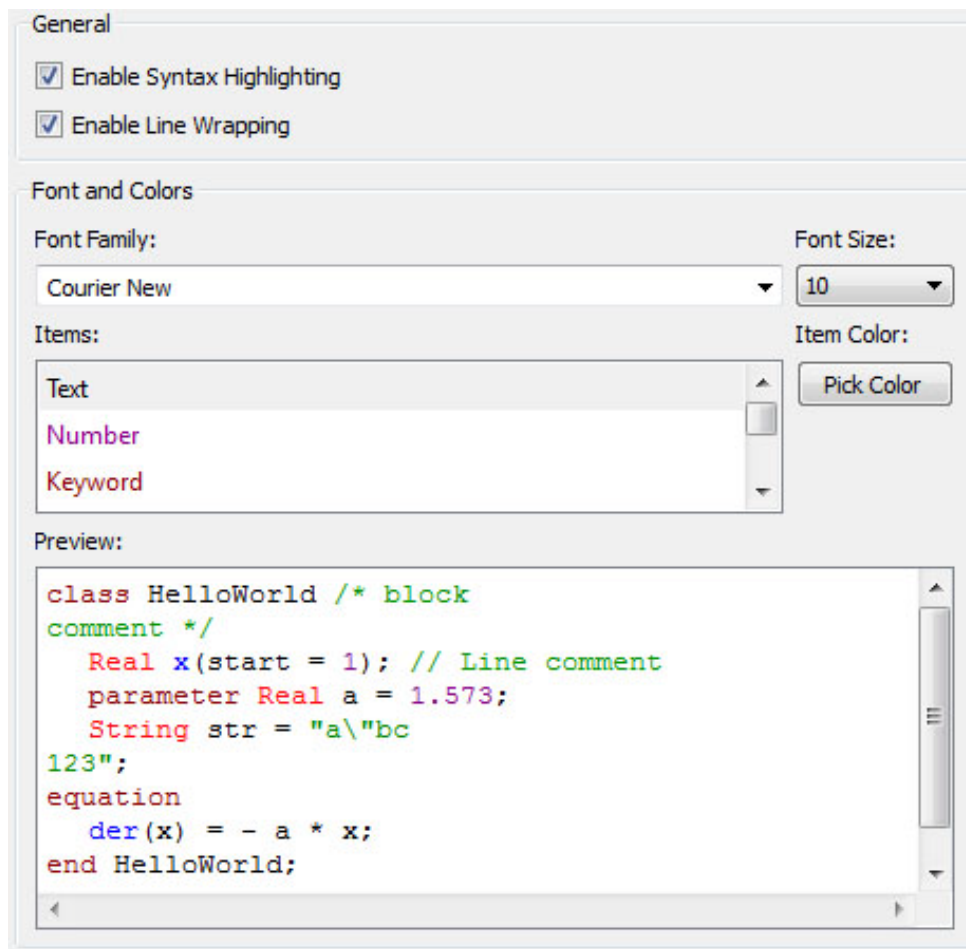 General
Enable Syntax Highlighting
Enable Line Wrapping
Font and Colors
Font Family:
Font Size:
Courier New
10
Items:
Item Color:
Text
Pick Color
Number
Keyword
Preview:
class HelloWorld /* block
comment */
  Real x(start = 1); // Line comment
  parameter Real a = 1.573;
  String str = "a\"bc
123";
equation
  der(x) = - a * x;
end HelloWorld;